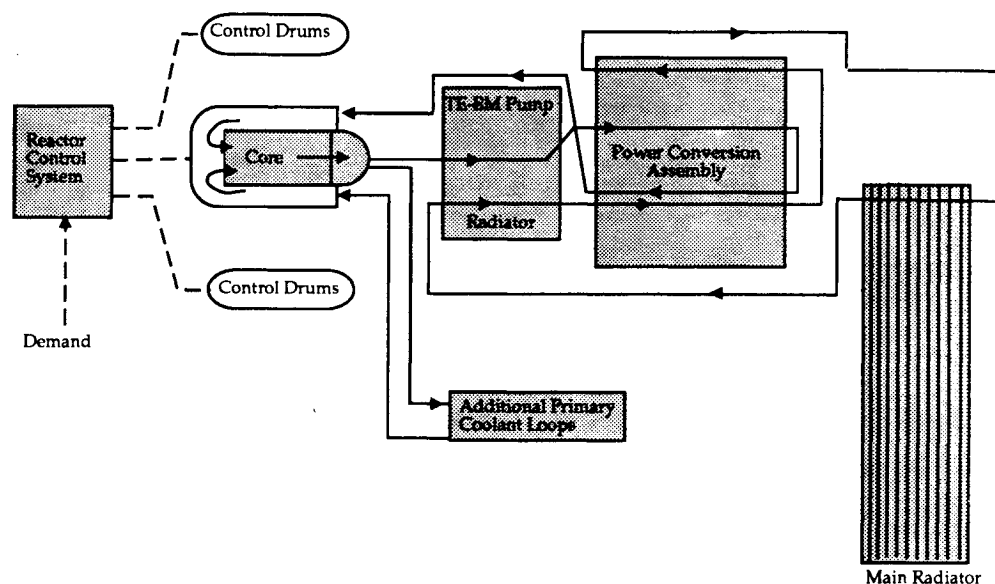 Control Drums
TE-EM Pump
Reactor
Control
System
Core
Power Conversion
Assembly
Radiator
Control Drums
Demand
Additional Primary
Coolant Loops
Main Radiator